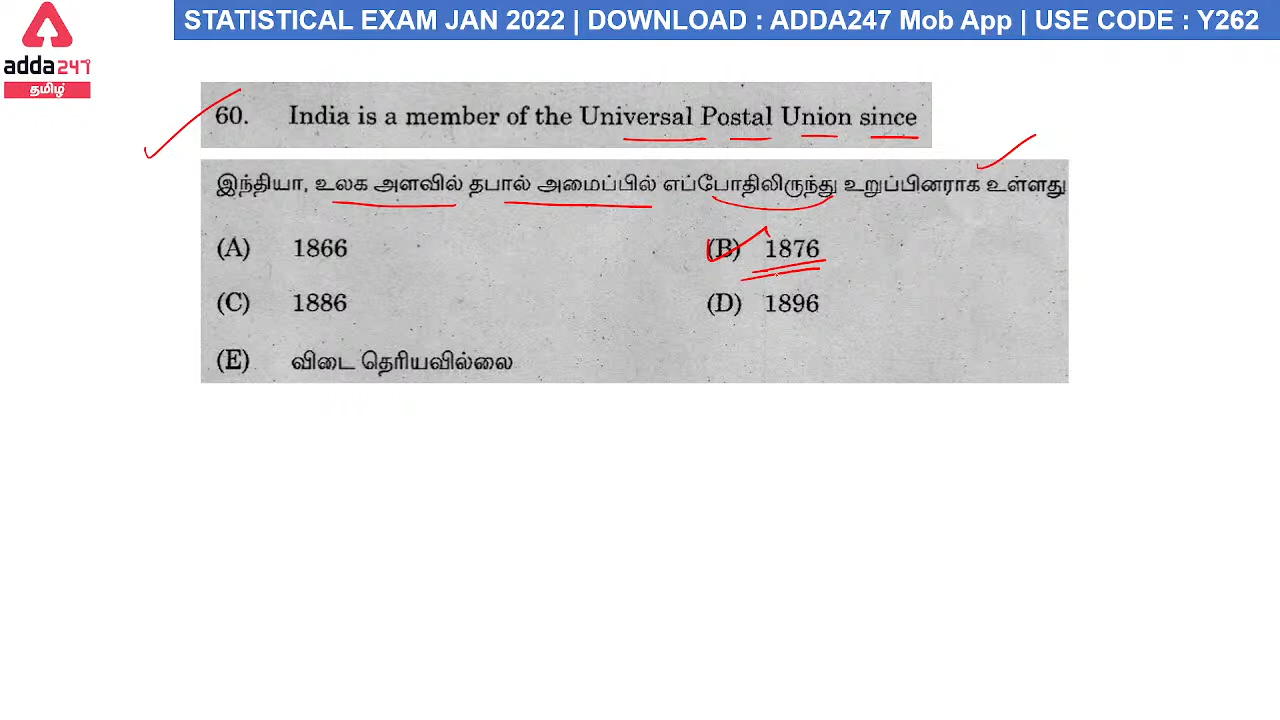 STATISTICAL EXAM JAN 2022 | DOWNLOAD : ADDA247 Mob App | USE CODE : Y262
adda247
தமிழ்
60. India is a member of the Universal Postal Union since
இந்தியா, உலக அளவில் தபால் அமைப்பில் எப்போதிலிருந்து உறுப்பினராக உள்ளது
(A) 1866 (B) 1876
(C) 1886 (D) 1896
(E) விடை தெரியவில்லை